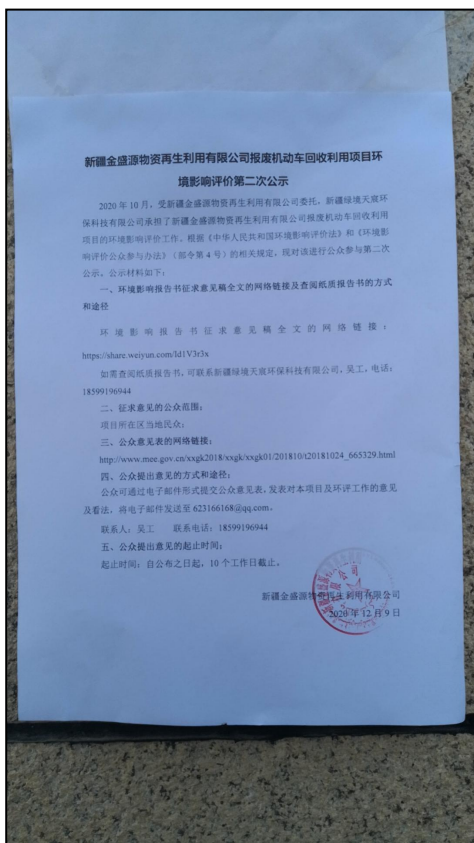 新疆金盛源物资再生利用有限公司报废机动车回收利用项目环
境影响评价第二次公示
2020 年 10 月，受新疆金盛源物资再生利用有限公司委托，新疆绿境天宸环
保科技有限公司承担了新疆金盛源物资再生利用有限公司报废机动车回收利用
项目的环境影响评价工作。根据《中华人民共和国环境影响评价法》和《环境影
响评价公众参与办法》（部令第 4 号）的相关规定，现对该进行公众参与第二次
公示。公示材料如下：
一、环境影响报告书征求意见稿全文的网络链接及查阅纸质报告书的方式
和途径
环境影响报告书征求意见稿全文的网络链接：
https://share.weiyun.com/Id1V3r3x
如需查阅纸质报告书，可联系新疆绿境天宸环保科技有限公司，吴工，电话：
18599196944
二、征求意见的公众范围：
项目所在区当地民众；
三、公众意见表的网络链接：
http://www.mee.gov.cn/xxgk2018/xxgk/xxgk01/201810/t20181024_665329.html
四、公众提出意见的方式和途径：
公众可通过电子邮件形式提交公众意见表，发表对本项目及环评工作的意见
及看法，将电子邮件发送至 623166168@qq.com。
联系人：吴工 联系电话：18599196944
五、公众提出意见的起止时间：
起止时间：自公布之日起，10 个工作日截止。
新疆金盛源物资再生利用有限公司
2020 年 12 月 9 日